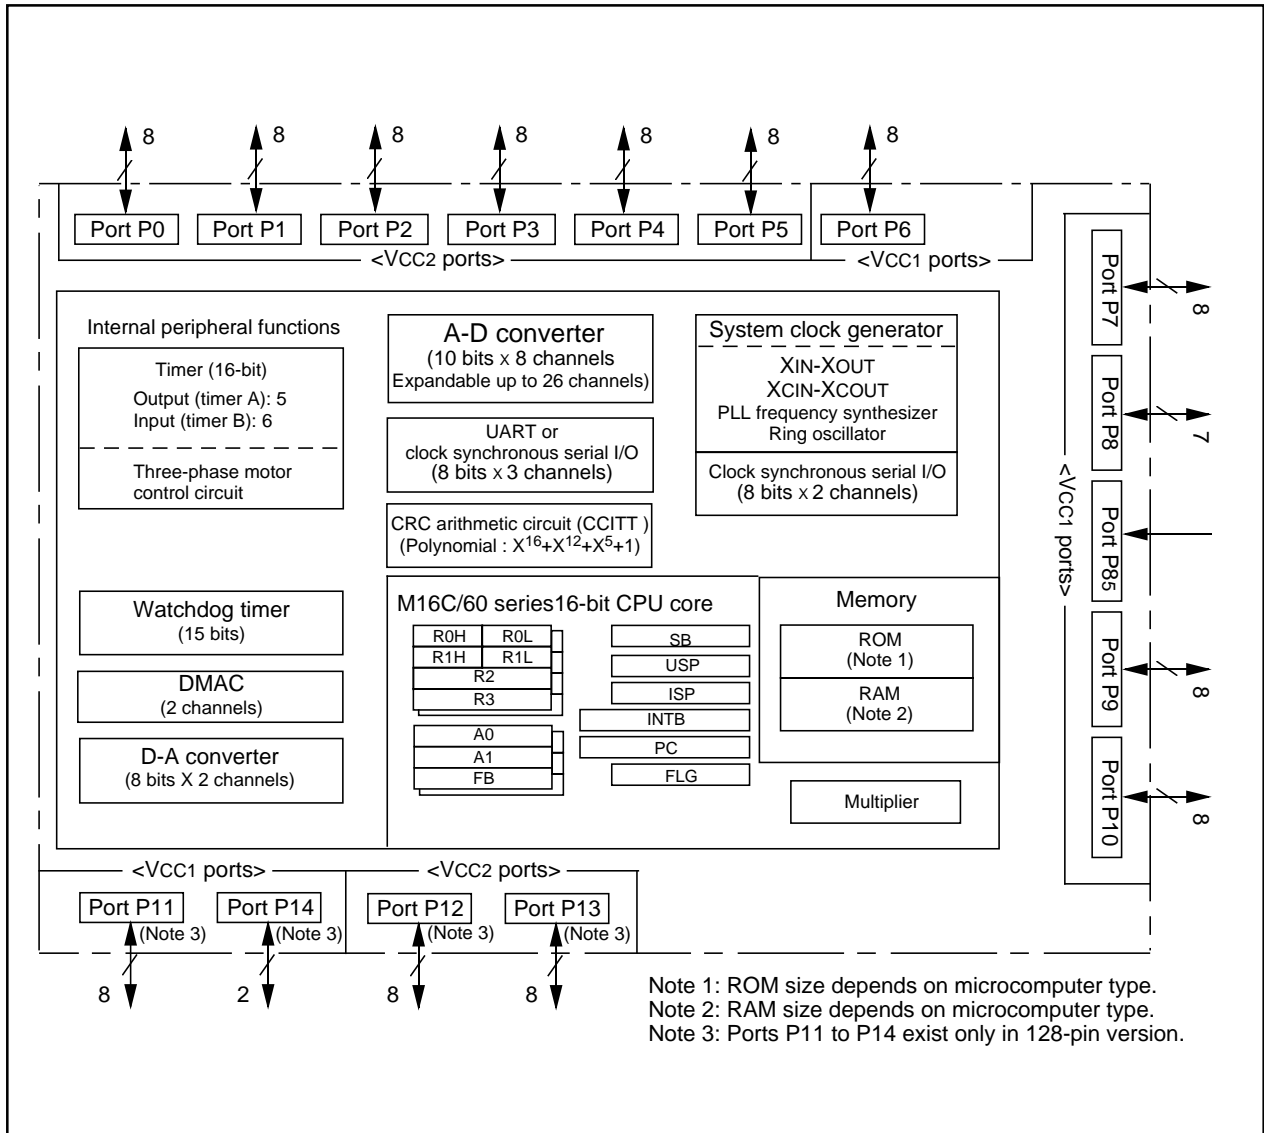 8 8 8 8 8 8 8
Port P0 Port P1 Port P2 Port P3 Port P4 Port P5 Port P6
<VCC2 ports> <VCC1 ports>
Internal peripheral functions
Timer (16-bit)
Output (timer A): 5
Input (timer B): 6
Three-phase motor
control circuit
A-D converter
(10 bits x 8 channels
Expandable up to 26 channels)
UART or
clock synchronous serial I/O
(8 bits x 3 channels)
CRC arithmetic circuit (CCITT )
(Polynomial : X16+X12+X5+1)
System clock generator
XIN-XOUT
XCIN-XCOUT
PLL frequency synthesizer
Ring oscillator
Clock synchronous serial I/O
(8 bits x 2 channels)
Watchdog timer
(15 bits)
DMAC
(2 channels)
D-A converter
(8 bits X 2 channels)
M16C/60 series16-bit CPU core
R0H R0L
R1H R1L
R2
R3
A0
A1
FB
SB
USP
ISP
INTB
PC
FLG
Memory
ROM
(Note 1)
RAM
(Note 2)
Multiplier
<VCC1 ports>
Port P7
8
Port P8
7
Port P85
Port P9
8
Port P10
8
<VCC1 ports> <VCC2 ports>
Port P11 Port P14 Port P12 Port P13
(Note 3) (Note 3) (Note 3) (Note 3)
8 2 8 8
Note 1: ROM size depends on microcomputer type.
Note 2: RAM size depends on microcomputer type.
Note 3: Ports P11 to P14 exist only in 128-pin version.